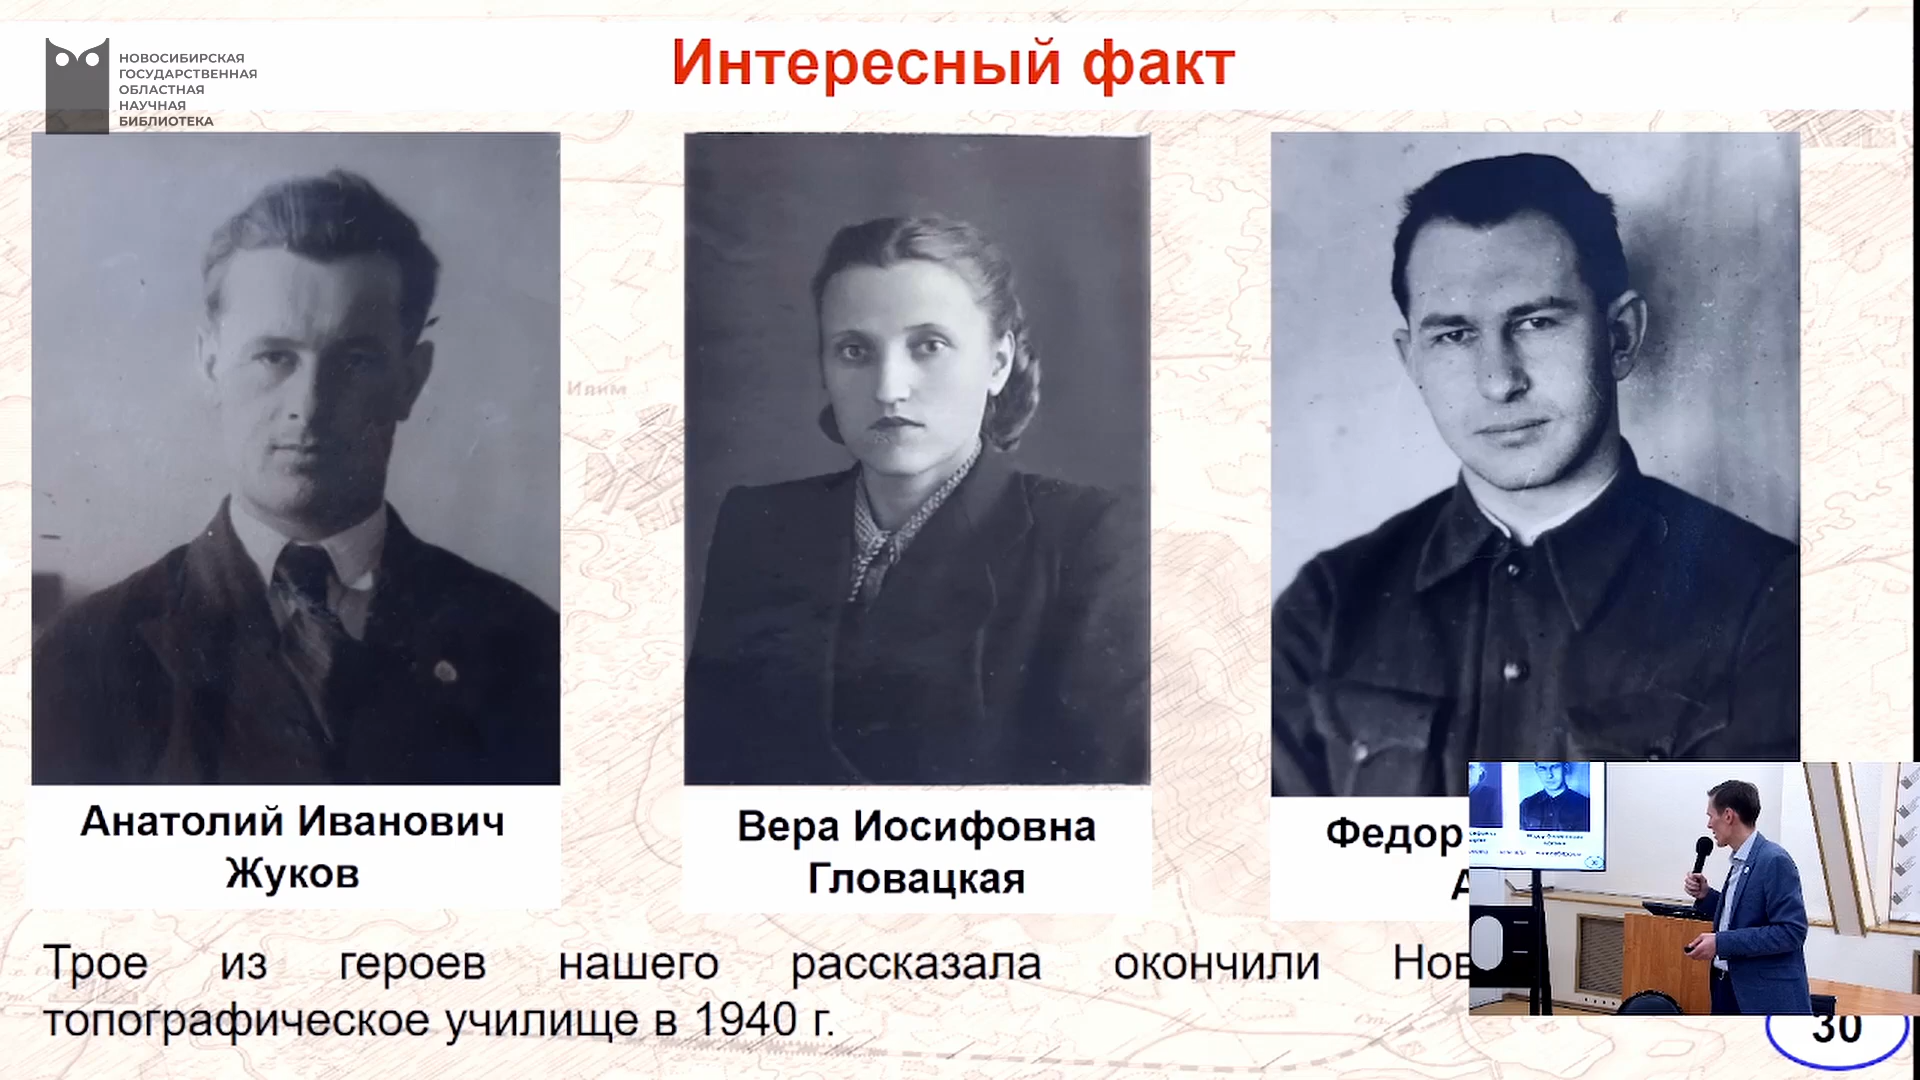 НОВОСИБИРСКАЯ
ГОСУДАРСТВЕННАЯ
ОБЛАСТНАЯ
НАУЧНАЯ
БИБЛИОТЕКА
Интересный факт
Анатолий Иванович
Жуков
Вера Иосифовна
Гловацкая
Федор
Трое из героев нашего рассказала окончили Нов
топографическое училище в 1940 г.
30